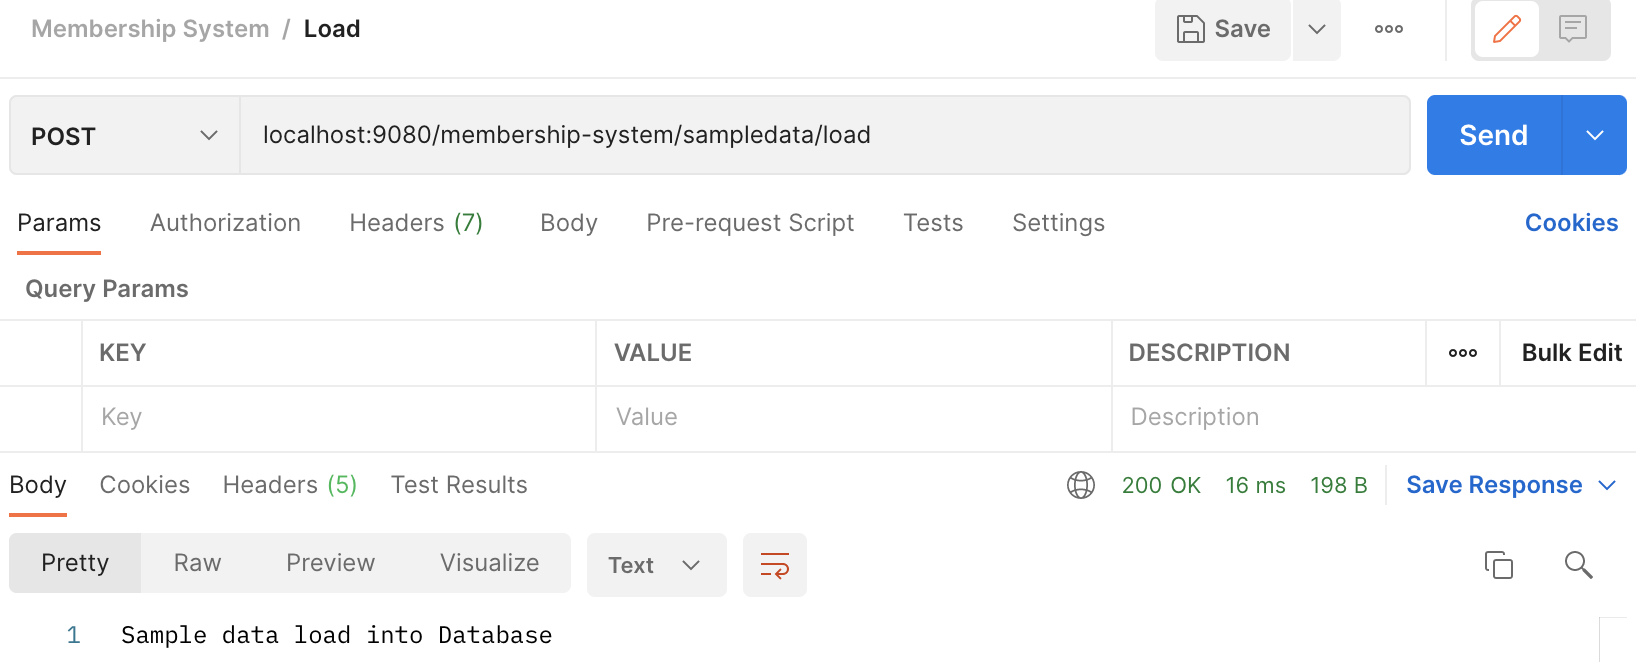 Membership System / Load
Save
POST
localhost:9080/membership-system/sampledata/load
Send
Params Authorization Headers (7) Body Pre-request Script Tests Settings Cookies
Query Params
KEY VALUE DESCRIPTION Bulk Edit
Key Value Description
Body Cookies Headers (5) Test Results 200 OK 16 ms 198 B Save Response
Pretty Raw Preview Visualize Text
1 Sample data load into Database